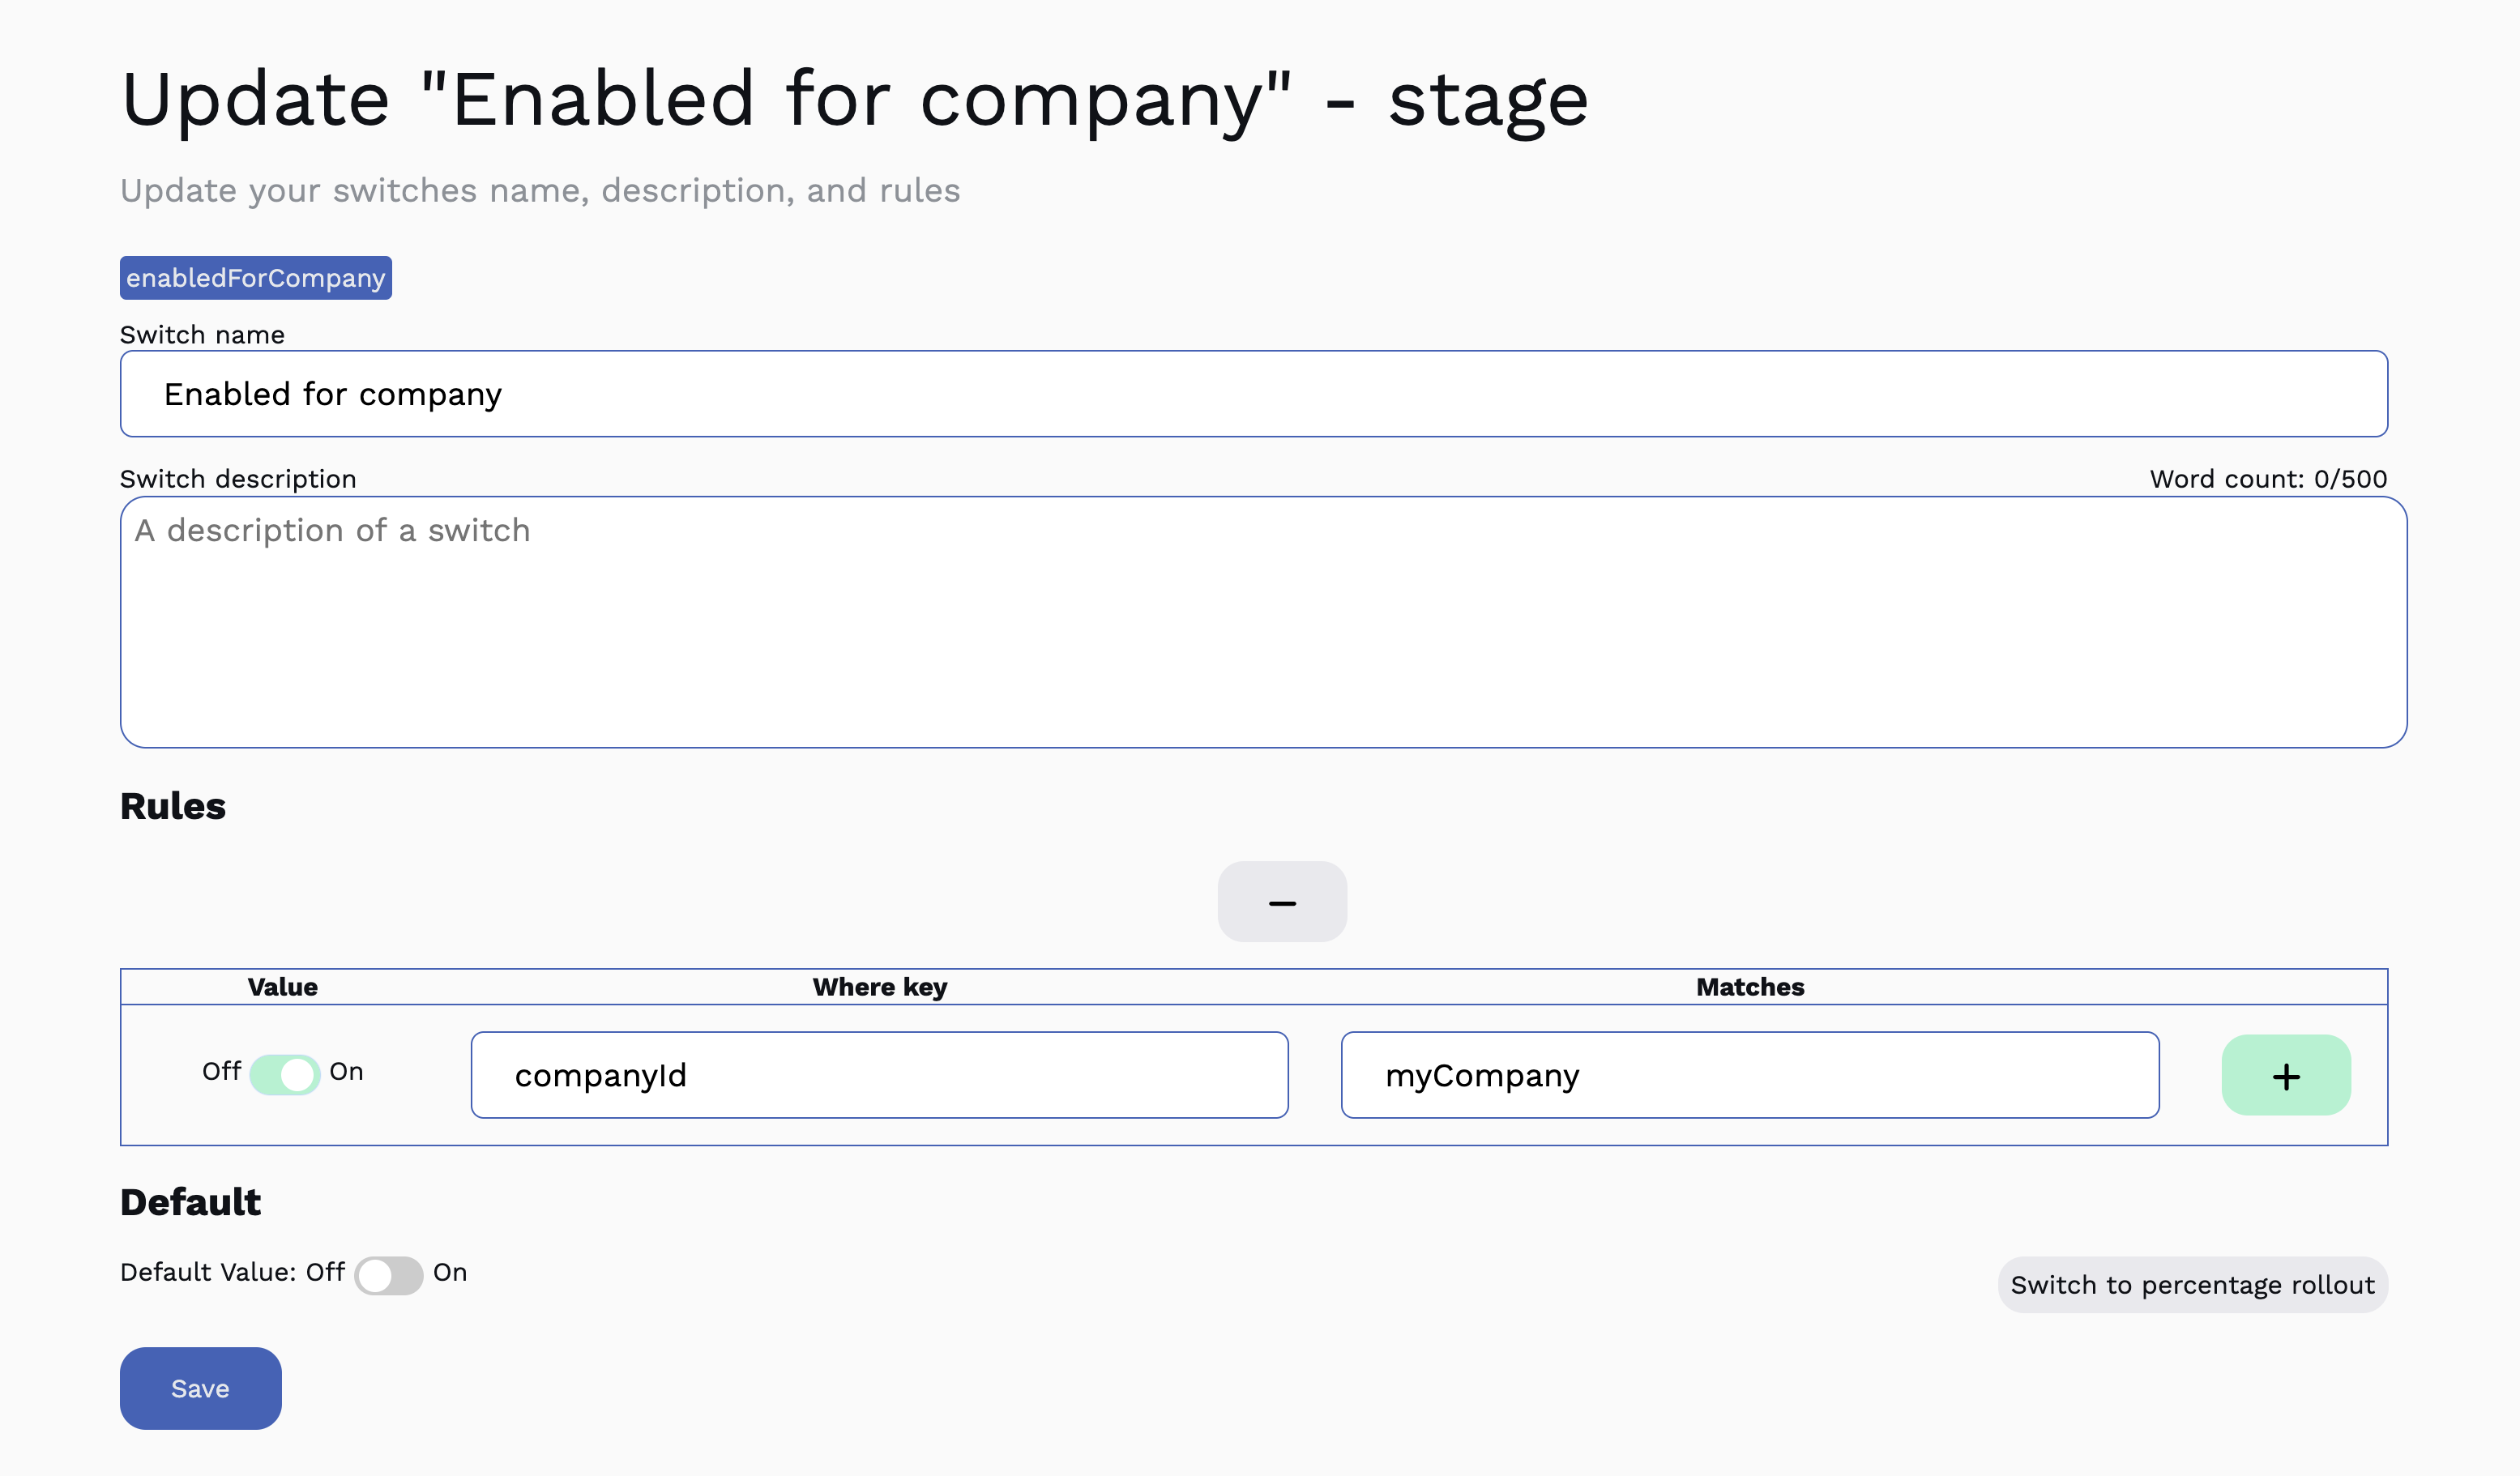 Update "Enabled for company" - stage
Update your switches name, description, and rules
enabledForCompany
Switch name
Enabled for company
Switch description
Word count: 0/500
A description of a switch
Rules
Value
Where key
Matches
Off On
companyId
myCompany
Default
Default Value: Off On
Switch to percentage rollout
Save